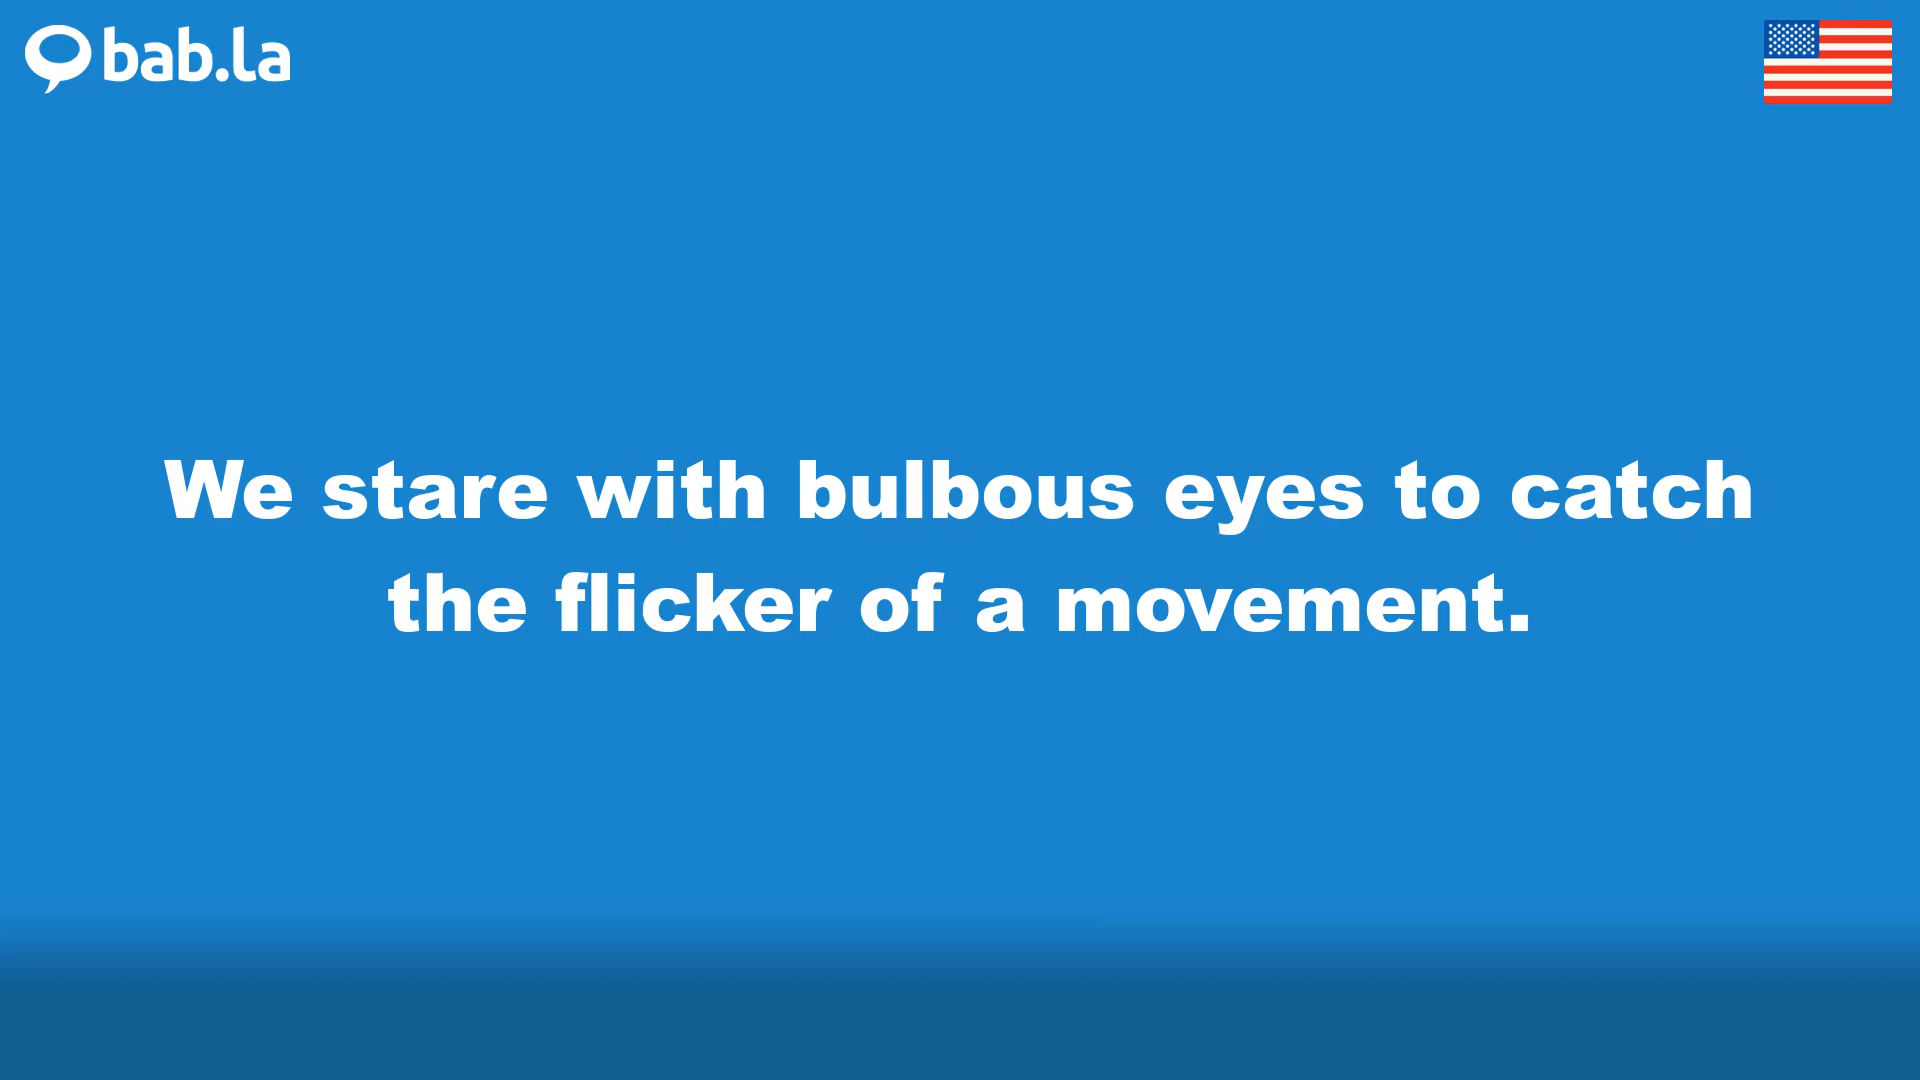 bab.la
We stare with bulbous eyes to catch
the flicker of a movement.